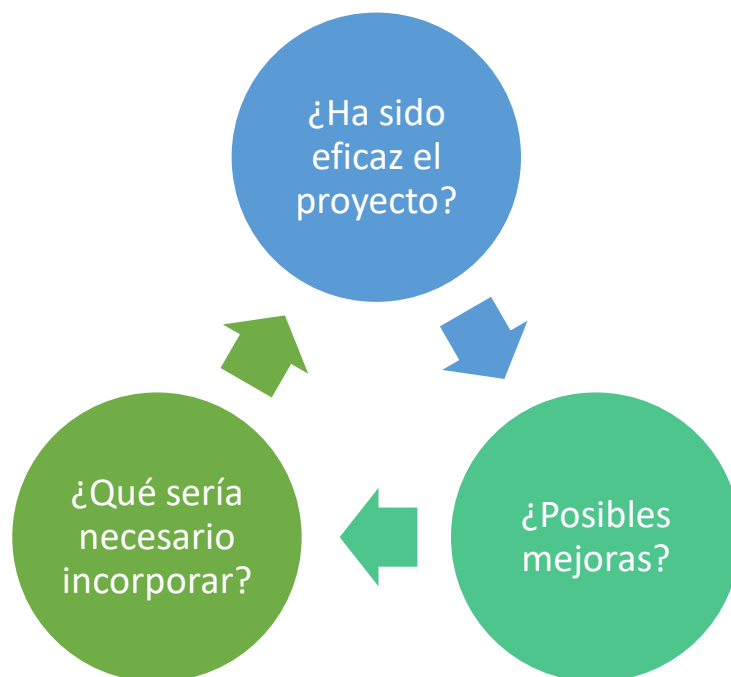 ¿Ha sido
eficaz el
proyecto?
¿Posibles
mejoras?
¿Qué sería
necesario
incorporar?